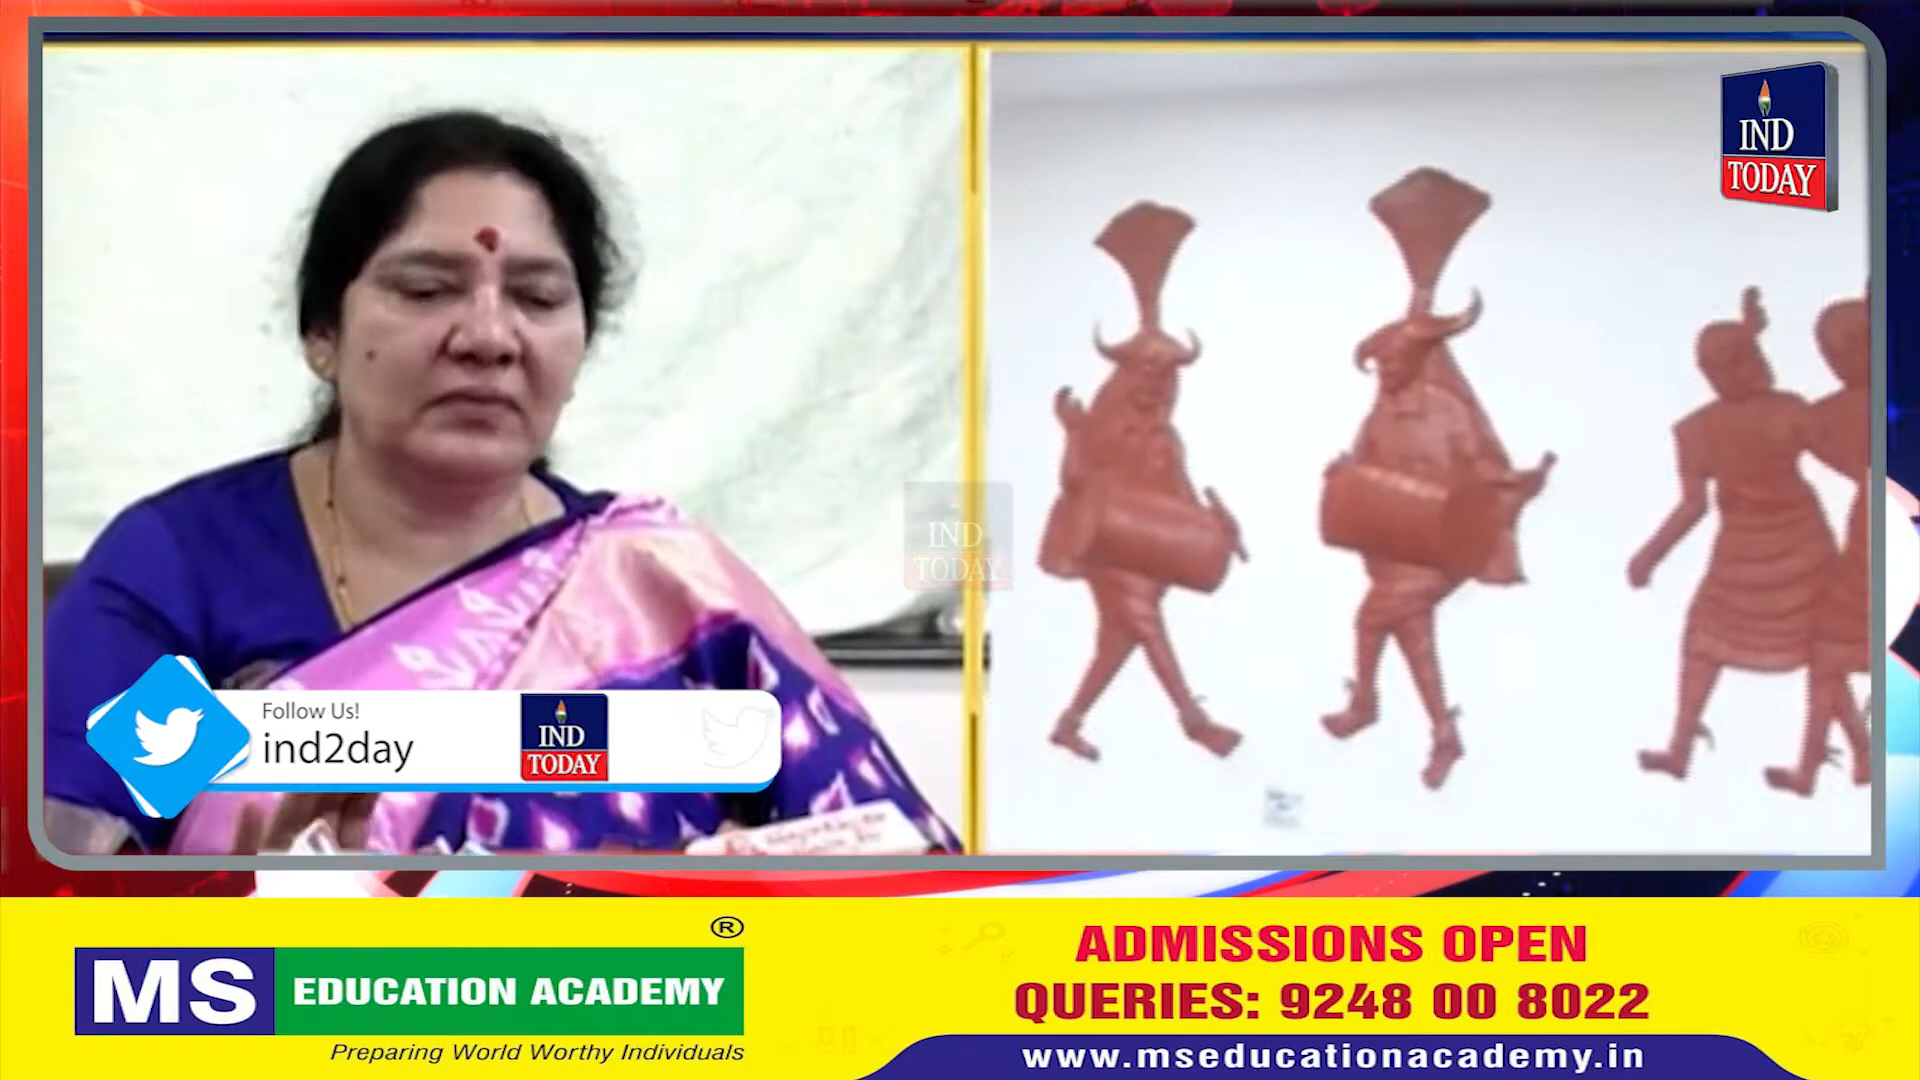 IND
TODAY
IND
TODAY
Follow Us!
ind2day
IND
TODAY
®
MS EDUCATION ACADEMY
Preparing World Worthy Individuals
ADMISSIONS OPEN
QUERIES: 9248 00 8022
www.mseducationacademy.in